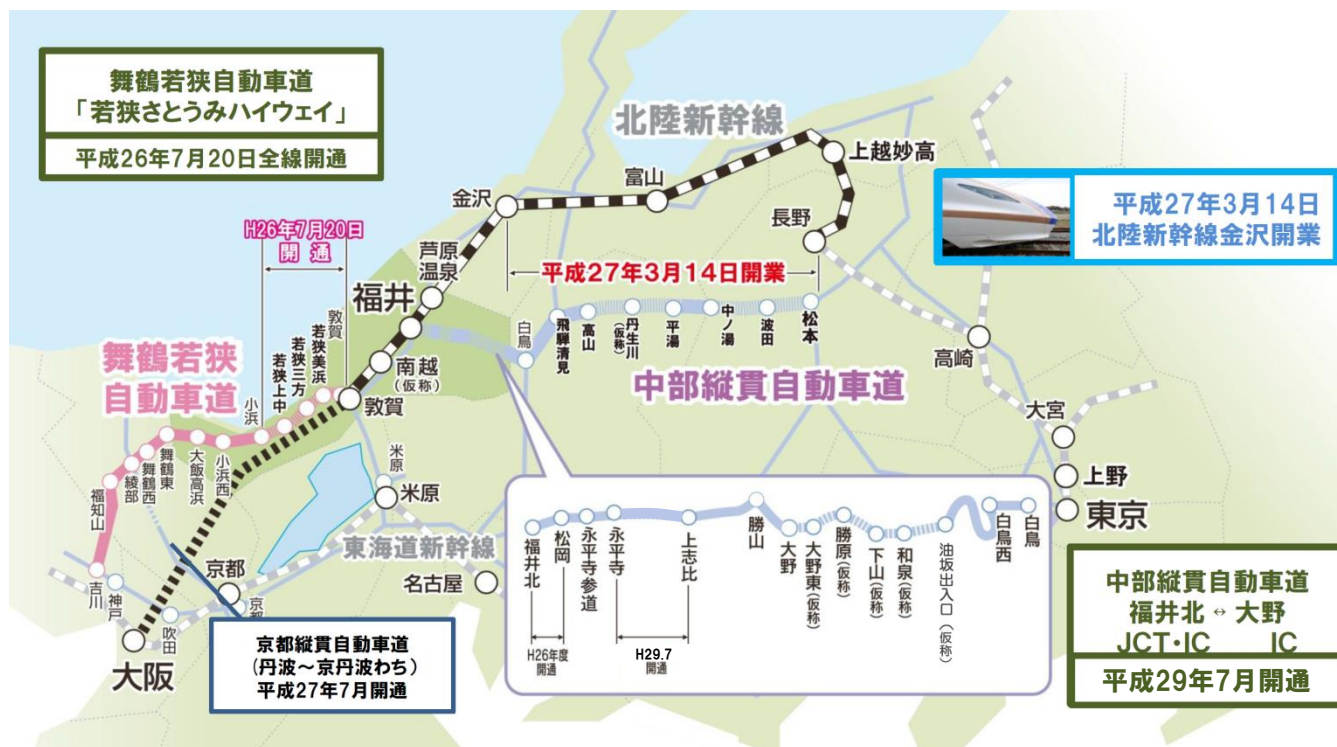 舞鶴若狭自動車道
「若狭さとうみハイウェイ」
平成26年7月20日全線開通
北陸新幹線
上越妙高
富山
金沢
長野
平成27年3月14日
北陸新幹線金沢開業
H26年7月20日
開通
芦原
温泉
平成27年3月14日開業
福井
白鳥
飛騨清見
高山
丹生川
(仮称)
平湯
中ノ湯
波田
松本
高崎
敦賀
若狭美浜
若狭三方
若狭上中
小浜
南越
(仮称)
敦賀
中部縦貫自動車道
舞鶴若狭
自動車道
大宮
上野
東京
米原
米原
小浜西
大飯高浜
舞鶴東
舞鶴西
綾部
福知山
東海道新幹線
名古屋
京都
京都
吉川
神戸
吹田
大阪
福井北
松岡
永平寺参道
永平寺
上志比
勝山
大野
大野東(仮称)
勝原(仮称)
下山(仮称)
和泉(仮称)
油坂出入口(仮称)
白鳥西
白鳥
H26年度
開通
H29.7
開通
京都縦貫自動車道
(丹波～京丹波わち)
平成27年7月開通
中部縦貫自動車道
福井北 ⇔ 大野
JCT・IC IC
平成29年7月開通